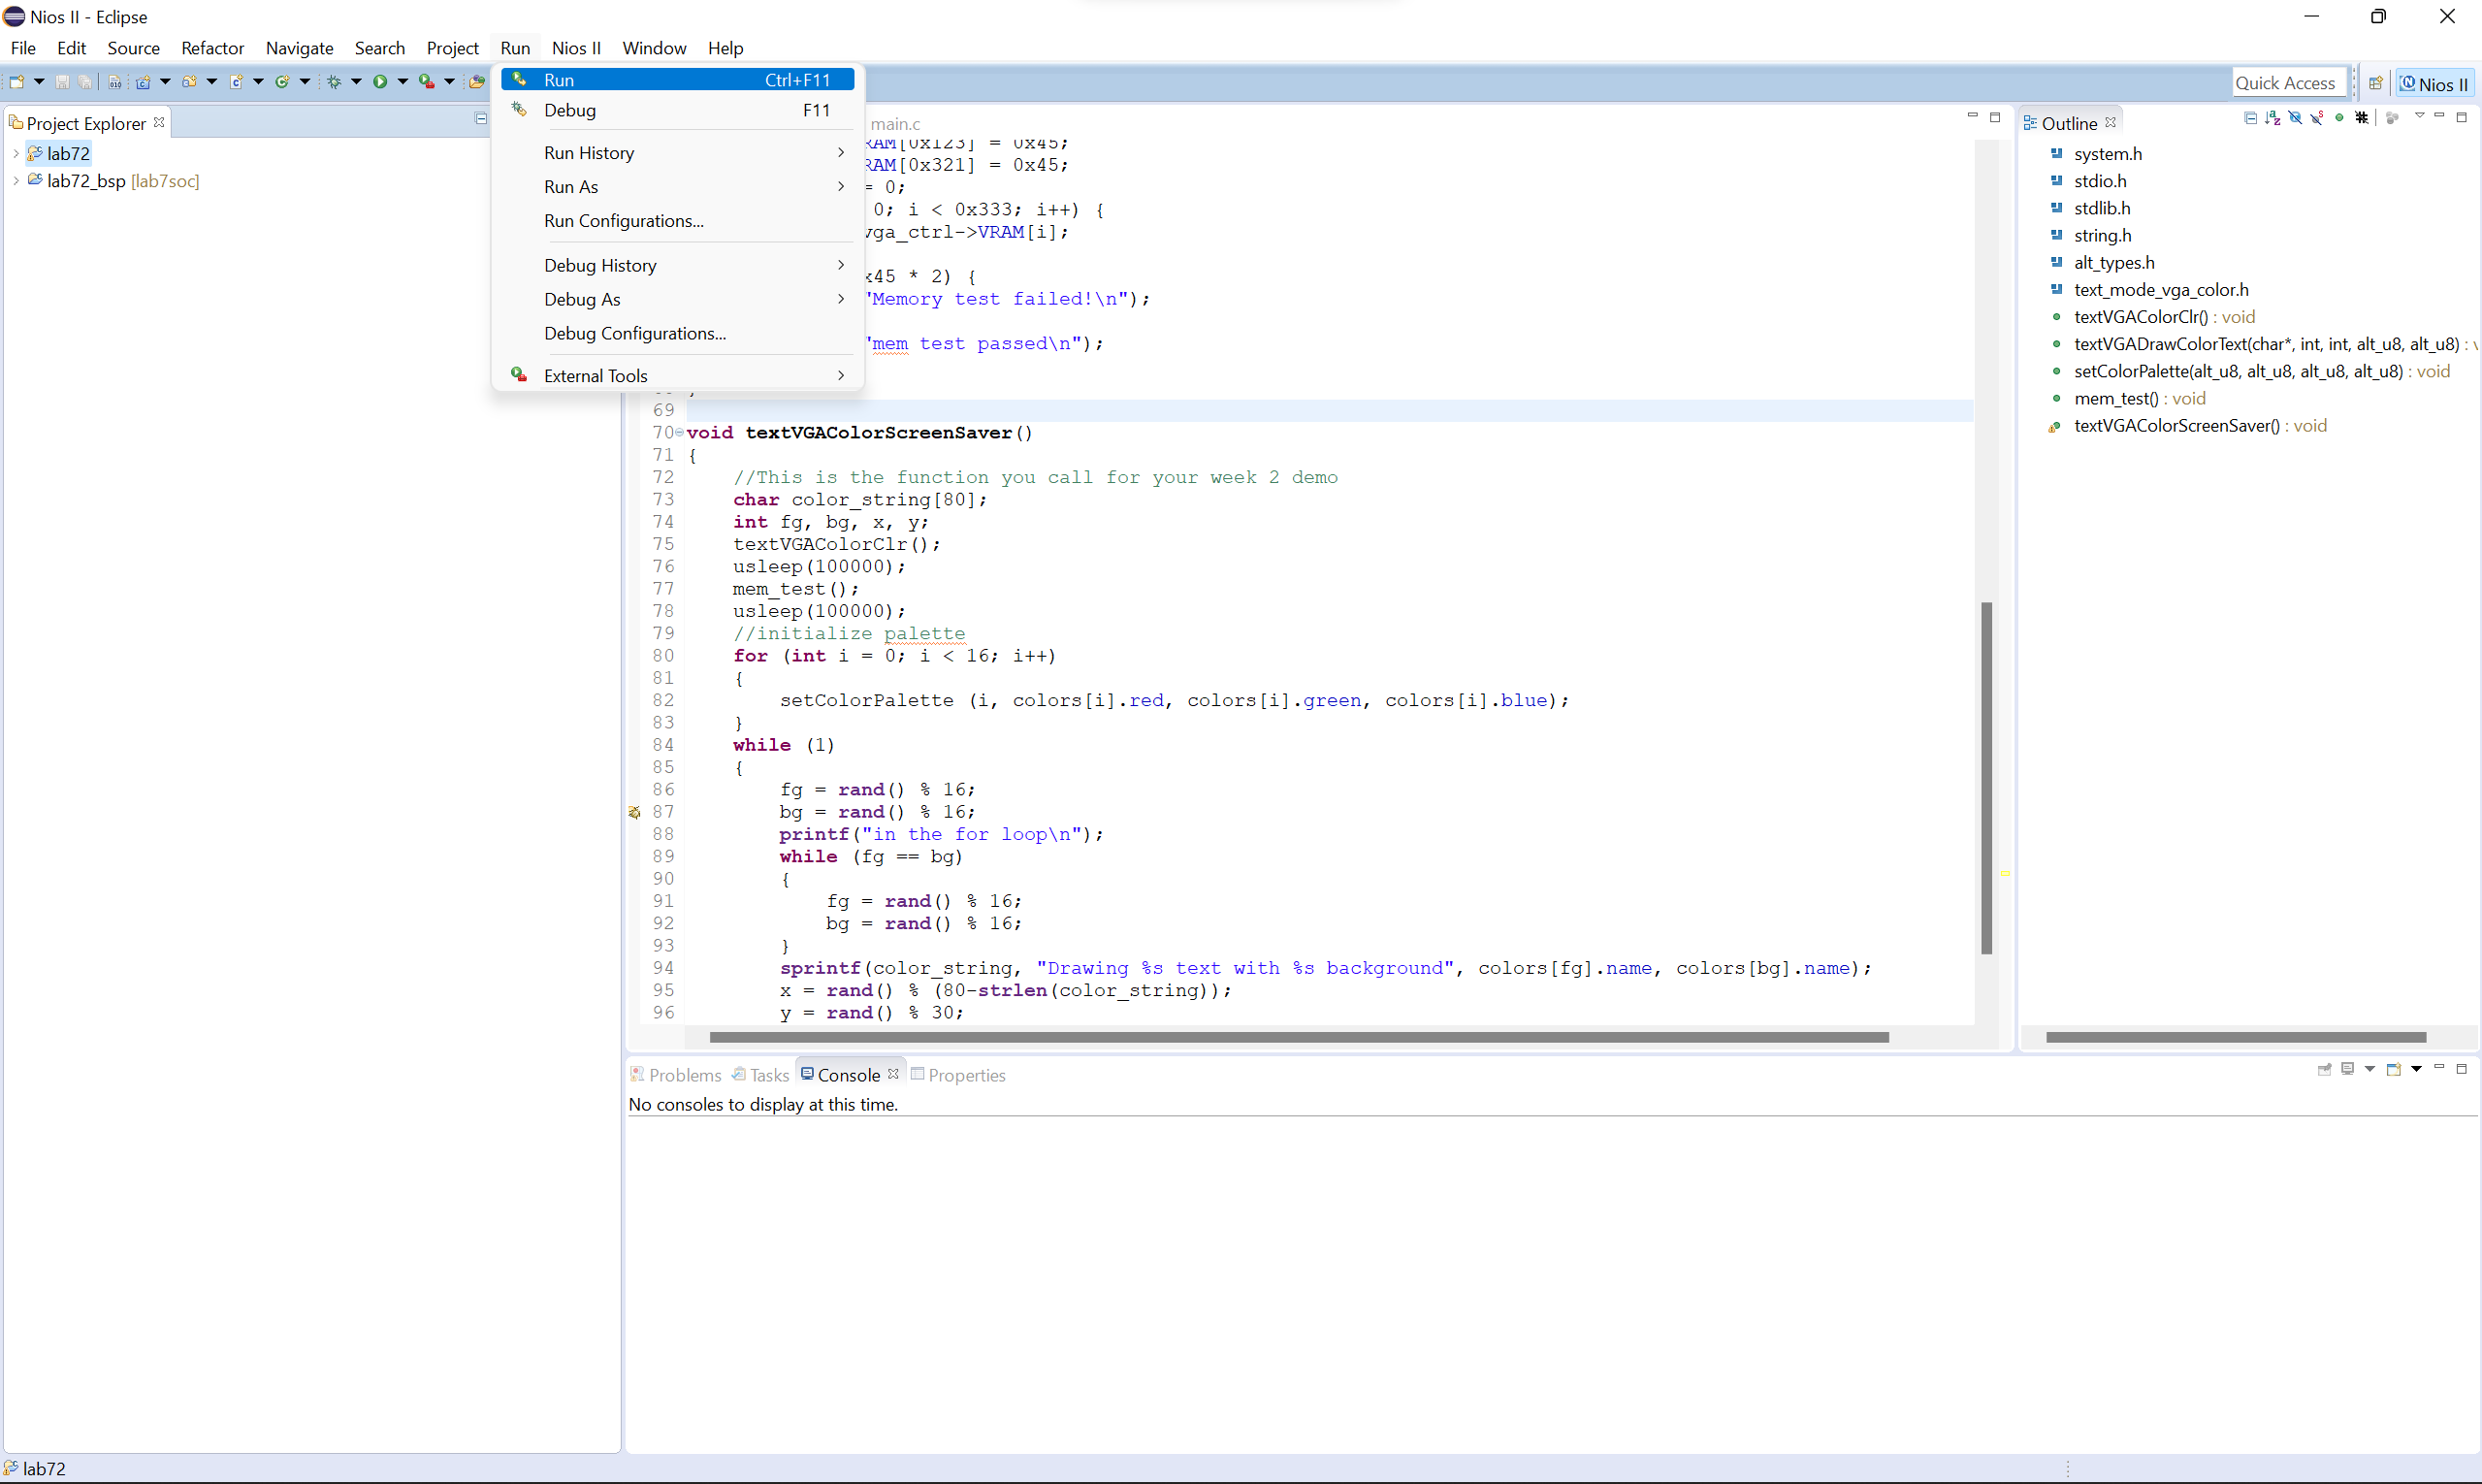 Nios II - Eclipse
File Edit Source Refactor Navigate Search Project Run Nios II Window Help
Quick Access
Nios II
Run Ctrl+F11
Debug F11
Run History
Run As
Run Configurations...
Debug History
Debug As
Debug Configurations...
External Tools
Project Explorer
lab72
lab72_bsp [lab7soc]
main.c
RAM[0x123] = 0x45;
RAM[0x321] = 0x45;
= 0;
0; i < 0x333; i++) {
vga_ctrl->VRAM[i];
x45 * 2) {
"Memory test failed!\n");
"mem test passed\n");
69
70 void textVGAColorScreenSaver()
71 {
72 //This is the function you call for your week 2 demo
73 char color_string[80];
74 int fg, bg, x, y;
75 textVGAColorClr();
76 usleep(100000);
77 mem_test();
78 usleep(100000);
79 //initialize palette
80 for (int i = 0; i < 16; i++)
81 {
82 setColorPalette (i, colors[i].red, colors[i].green, colors[i].blue);
83 }
84 while (1)
85 {
86 fg = rand() % 16;
87 bg = rand() % 16;
88 printf("in the for loop\n");
89 while (fg == bg)
90 {
91 fg = rand() % 16;
92 bg = rand() % 16;
93 }
94 sprintf(color_string, "Drawing %s text with %s background", colors[fg].name, colors[bg].name);
95 x = rand() % (80-strlen(color_string));
96 y = rand() % 30;
Outline
system.h
stdio.h
stdlib.h
string.h
alt_types.h
text_mode_vga_color.h
textVGAColorClr() : void
textVGADrawColorText(char*, int, int, alt_u8, alt_u8) :
setColorPalette(alt_u8, alt_u8, alt_u8, alt_u8) : void
mem_test() : void
textVGAColorScreenSaver() : void
Problems Tasks Console Properties
No consoles to display at this time.
lab72